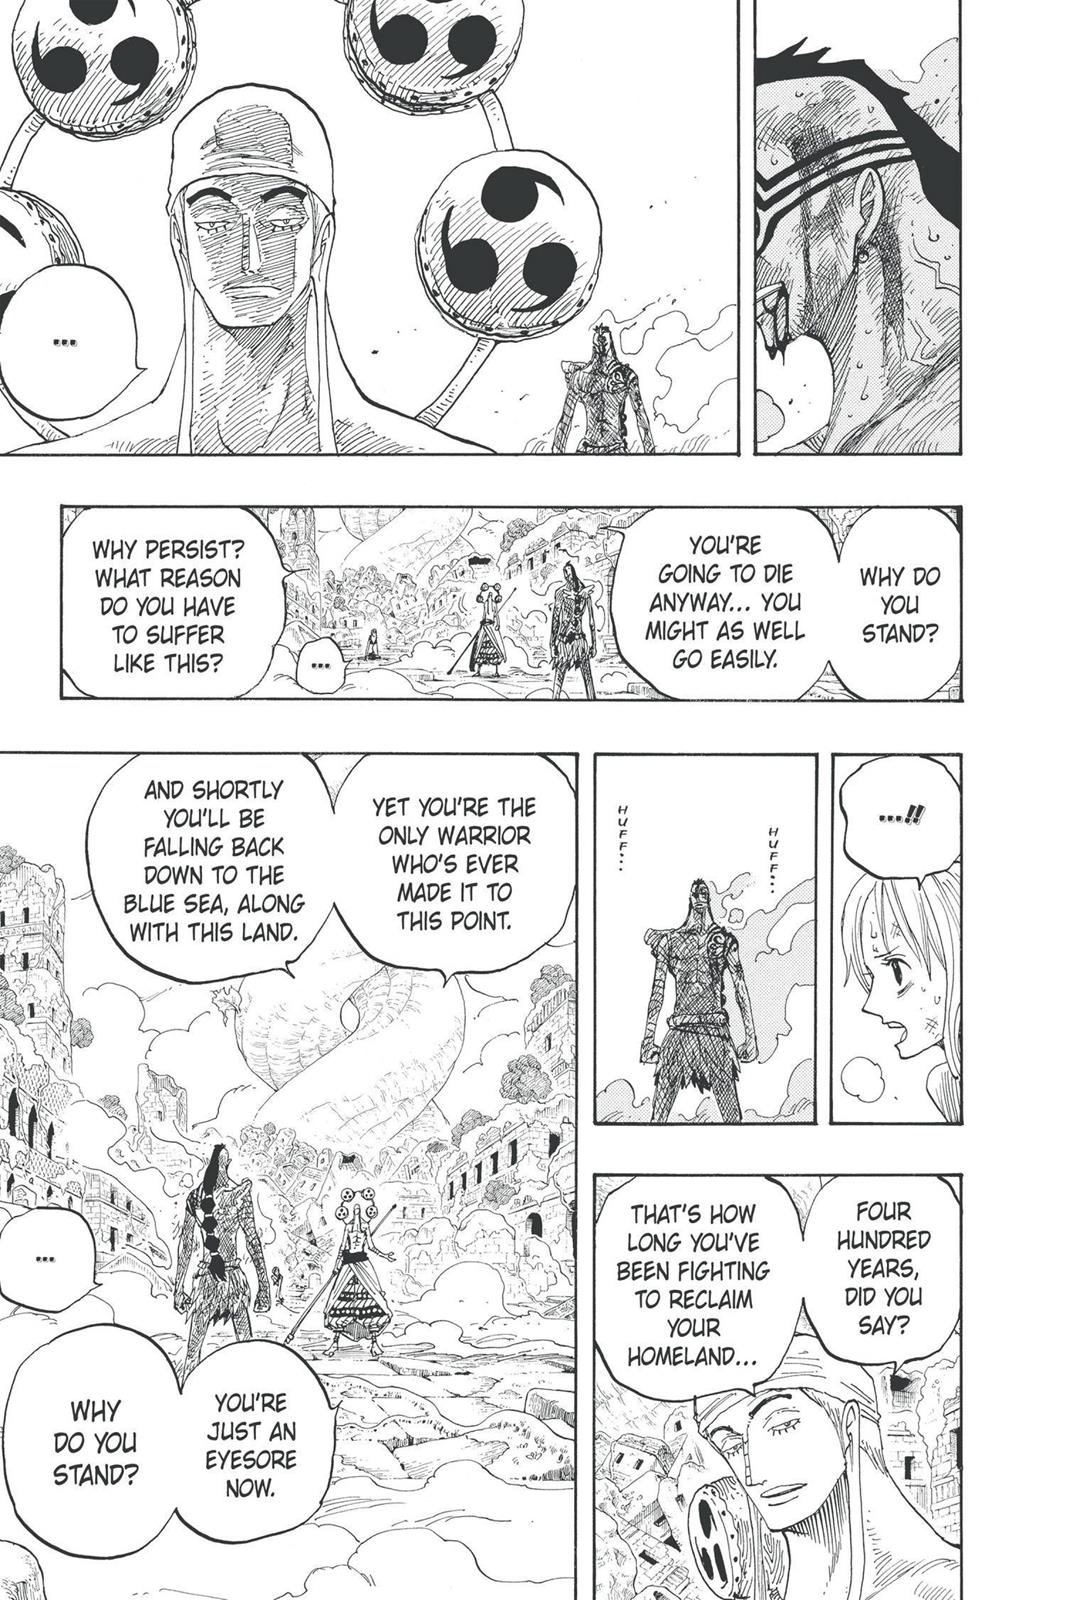 ...
WHY DO
YOU
STAND?
YOU'RE
GOING TO DIE
ANYWAY... YOU
MIGHT AS WELL
GO EASILY.
...
WHY PERSIST?
WHAT REASON
DO YOU HAVE
TO SUFFER
LIKE THIS?
...!!
HUFF...
HUFF...
FOUR
HUNDRED
YEARS,
DID YOU
SAY?
THAT'S HOW
LONG YOU'VE
BEEN FIGHTING
TO RECLAIM
YOUR
HOMELAND...
YET YOU'RE THE
ONLY WARRIOR
WHO'S EVER
MADE IT TO
THIS POINT.
AND SHORTLY
YOU'LL BE
FALLING BACK
DOWN TO THE
BLUE SEA, ALONG
WITH THIS LAND.
...
YOU'RE
JUST AN
EYESORE
NOW.
WHY
DO YOU
STAND?